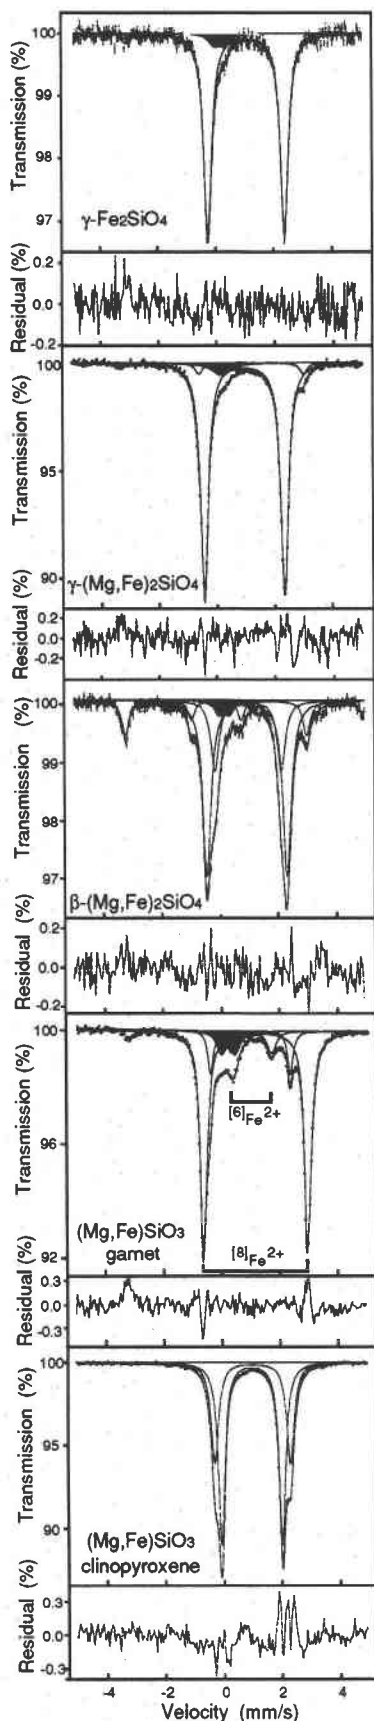 Transmission (%)
100
99
98
97
γ-Fe2SiO4
Residual (%)
0.2
0.0
-0.2
Transmission (%)
100
95
90
γ-(Mg,Fe)2SiO4
Residual (%)
0.2
0.0
-0.2
Transmission (%)
100
99
98
97
β-(Mg,Fe)2SiO4
Residual (%)
0.2
0.0
-0.2
Transmission (%)
100
96
92
[6]Fe2+
(Mg,Fe)SiO3
garnet
[8]Fe2+
Residual (%)
0.3
0.0
-0.3
Transmission (%)
100
95
90
(Mg,Fe)SiO3
clinopyroxene
Residual (%)
0.3
0.0
-0.3
-4 -2 0 2 4
Velocity (mm/s)